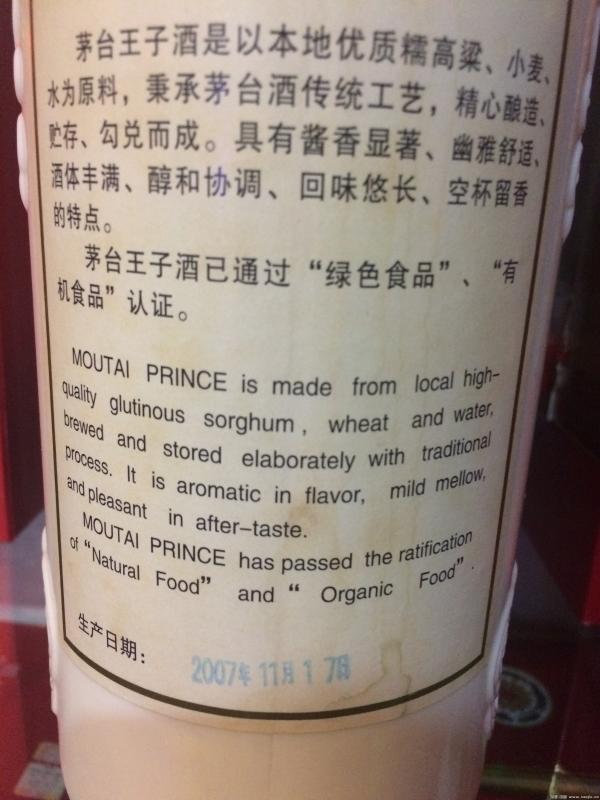 茅台王子酒是以本地优质糯高粱、小麦、
水为原料，秉承茅台酒传统工艺，精心酿造、
贮存、勾兑而成。具有酱香显著、幽雅舒适、
酒体丰满、醇和协调、回味悠长、空杯留香
的特点。
茅台王子酒已通过“绿色食品”、“有
机食品”认证。
MOUTAI PRINCE is made from local high-
quality glutinous sorghum, wheat and water,
brewed and stored elaborately with traditional
process. It is aromatic in flavor, mild mellow,
and pleasant in after-taste.
MOUTAI PRINCE has passed the ratification
of “Natural Food” and “Organic Food”.
生产日期：2007年11月17日